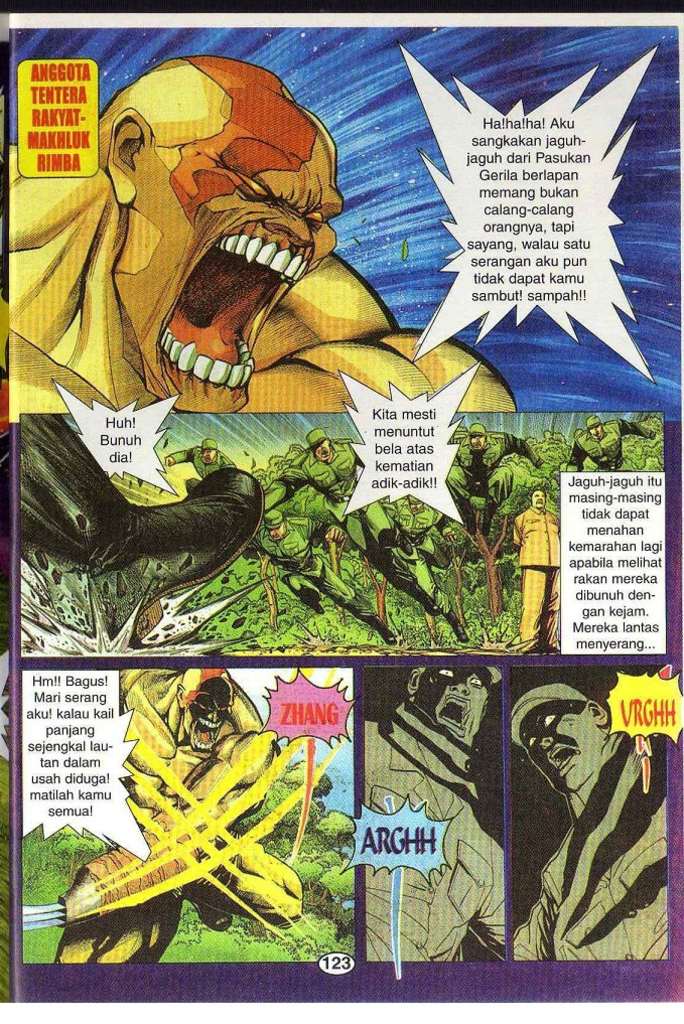 ANGGOTA
TENTERA
RAKYAT-
MAKHLUK
RIMBA
Ha!ha!ha! Aku
sangkakan jaguh-
jaguh dari Pasukan
Gerila berlapan
memang bukan
calang-calang
orangnya, tapi
sayang, walau satu
serangan aku pun
tidak dapat kamu
sambut! sampah!!
Huh!
Bunuh
dia!
Kita mesti
menuntut
bela atas
kematian
adik-adik!!
Jaguh-jaguh itu
masing-masing
tidak dapat
menahan
kemarahan lagi
apabila melihat
rakan mereka
dibunuh den-
gan kejam.
Mereka lantas
menyerang...
Hm!! Bagus!
Mari serang
aku! kalau kail
panjang
sejengkal lau-
tan dalam
usah diduga!
matilah kamu
semua!
ZHANG
ARGHH
URGHH
123